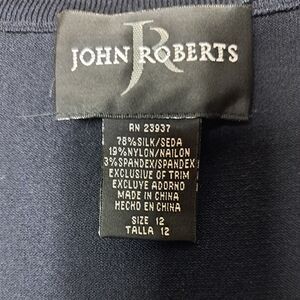 JR
JOHN ROBERTS
RN 23937
78%SILK/SEDA
19%NYLON/NAILON
3%SPANDEX/SPANDEX
EXCLUSIVE OF TRIM
EXCLUYE ADORNO
MADE IN CHINA
HECHO EN CHINA
SIZE 12
TALLA 12